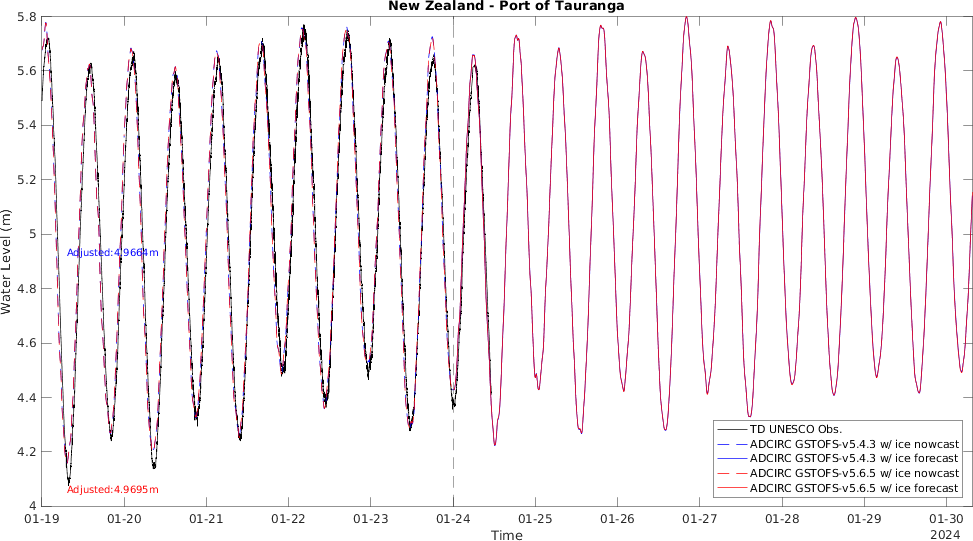 New Zealand - Port of Tauranga
Water Level (m)
5.8
5.6
5.4
5.2
5
4.8
4.6
4.4
4.2
4
Adjusted:4.9664m
Adjusted:4.9695m
TD UNESCO Obs.
ADCIRC GSTOFS-v5.4.3 w/ ice nowcast
ADCIRC GSTOFS-v5.4.3 w/ ice forecast
ADCIRC GSTOFS-v5.6.5 w/ ice nowcast
ADCIRC GSTOFS-v5.6.5 w/ ice forecast
01-19 01-20 01-21 01-22 01-23 01-24 01-25 01-26 01-27 01-28 01-29 01-30
Time
2024